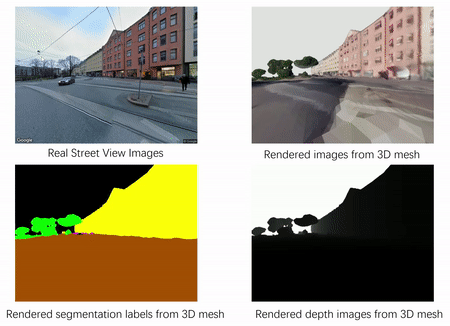 Google
Real Street View Images
Rendered images from 3D mesh
Rendered segmentation labels from 3D mesh
Rendered depth images from 3D mesh